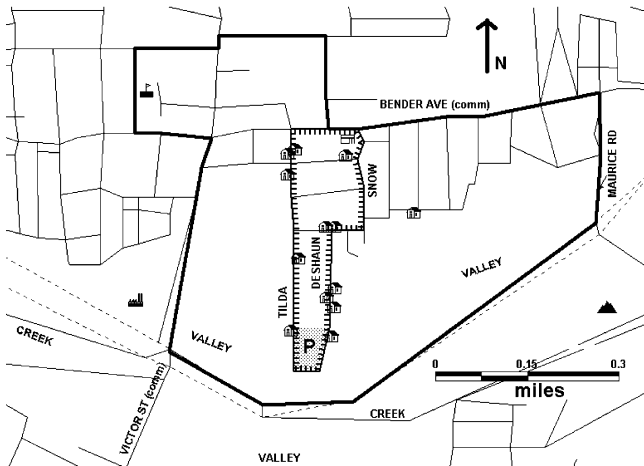 N
BENDER AVE (comm)
MAURICE RD
SNOW
DESHAUN
VALLEY
TILDA
VALLEY
CREEK
P
VICTOR ST (comm)
0 0.15 0.3
miles
CREEK
VALLEY